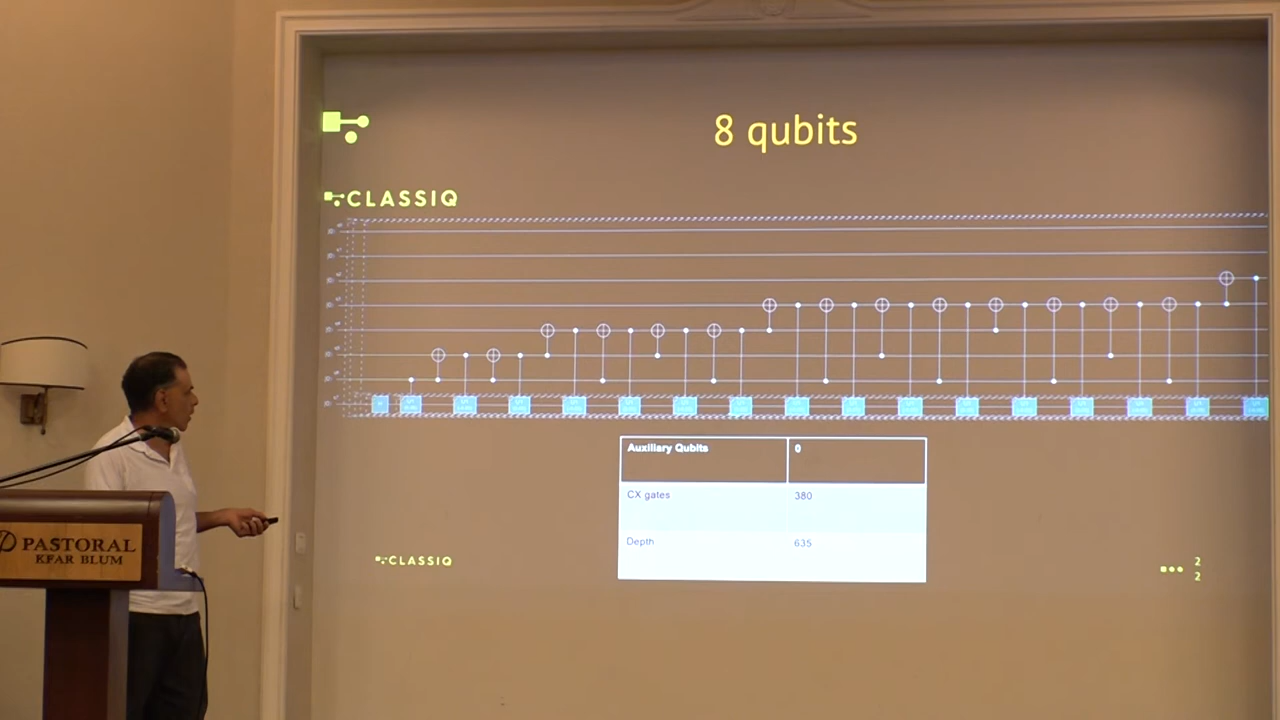 8 qubits
CLASSIQ
Auxiliary Qubits 0
CX gates 380
Depth 635
CLASSIQ
2
2
PASTORAL
KFAR BLUM